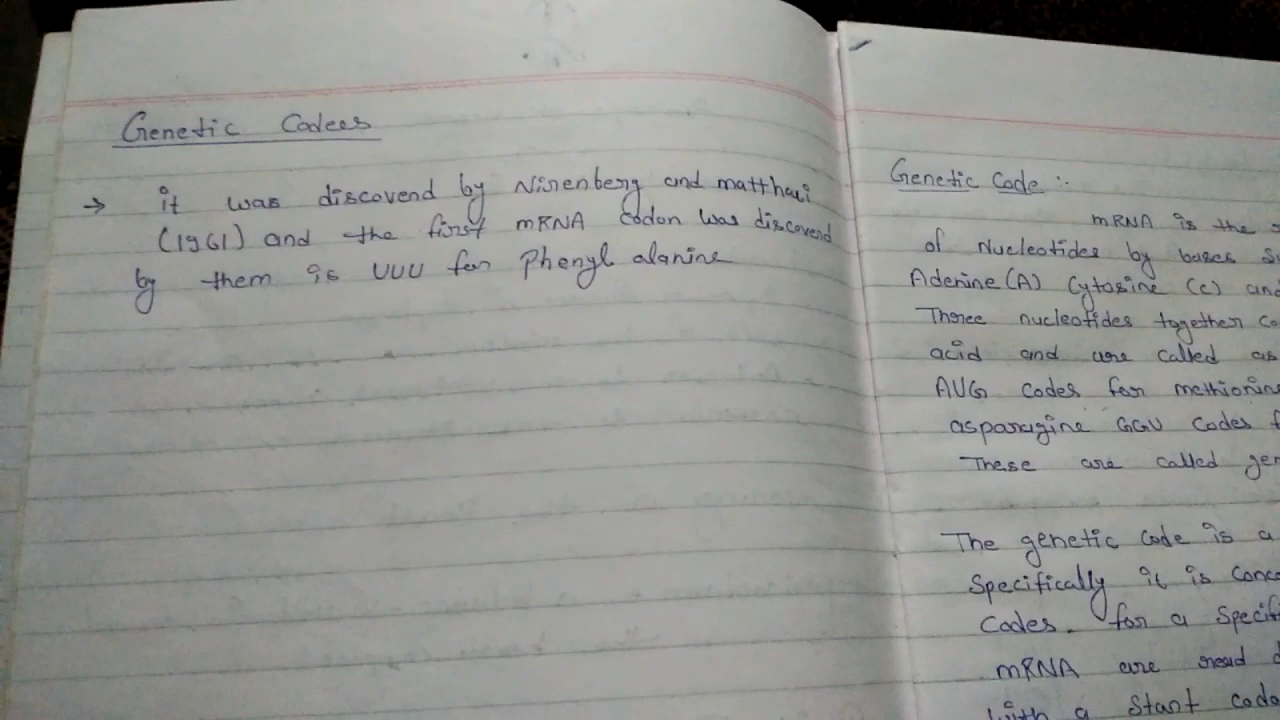 Genetic Codees
→ it was discovend by Nirenberg and matthaei
(1961) and the first mRNA codon was discovend
by them is UUU for Phenyl alanine
Genetic Code :-
mRNA is the
of Nucleotides by bases
Adenine (A) Cytosine (C) and
Three nucleotides together
acid and are called as
AUG codes for methionine
asparagine GGU codes
These are called
The genetic code is a
Specifically it is
Codes. for a
mRNA are read
with a start